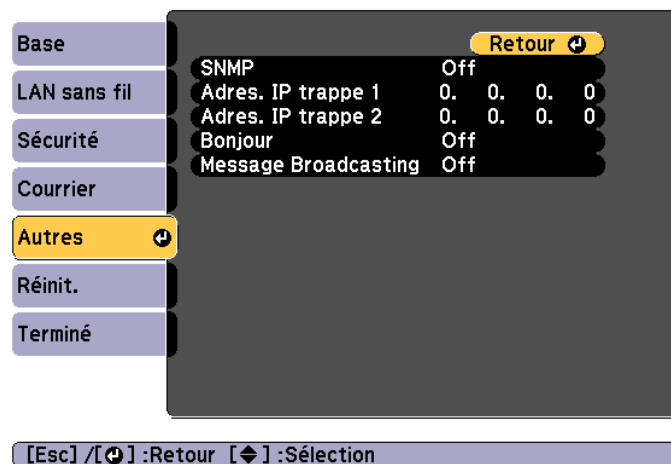 Base
LAN sans fil
Sécurité
Courrier
Autres
Réinit.
Terminé
Retour
SNMP Off
Adres. IP trappe 1 0. 0. 0. 0
Adres. IP trappe 2 0. 0. 0. 0
Bonjour Off
Message Broadcasting Off
[Esc] /[⏎] :Retour [◆] :Sélection